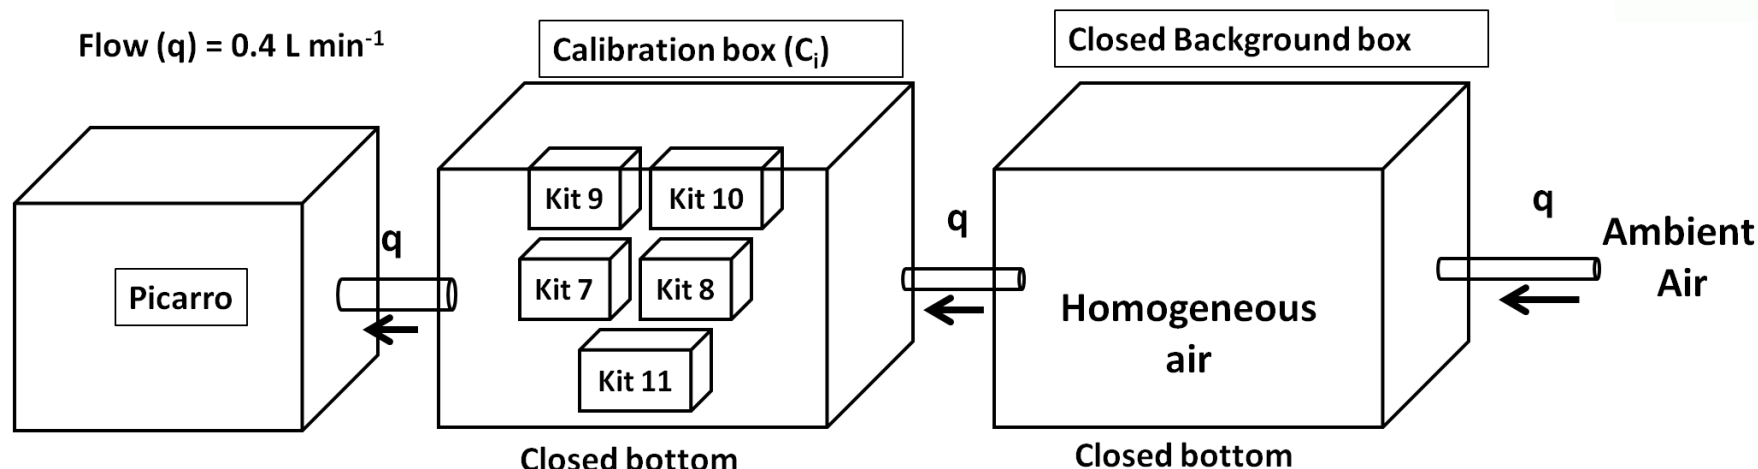 Flow (q) = 0.4 L min-1
Calibration box (Ci)
Closed Background box
Kit 9
Kit 10
Kit 7
Kit 8
Kit 11
Picarro
q
q
q
Ambient
Air
Homogeneous
air
Closed bottom
Closed bottom